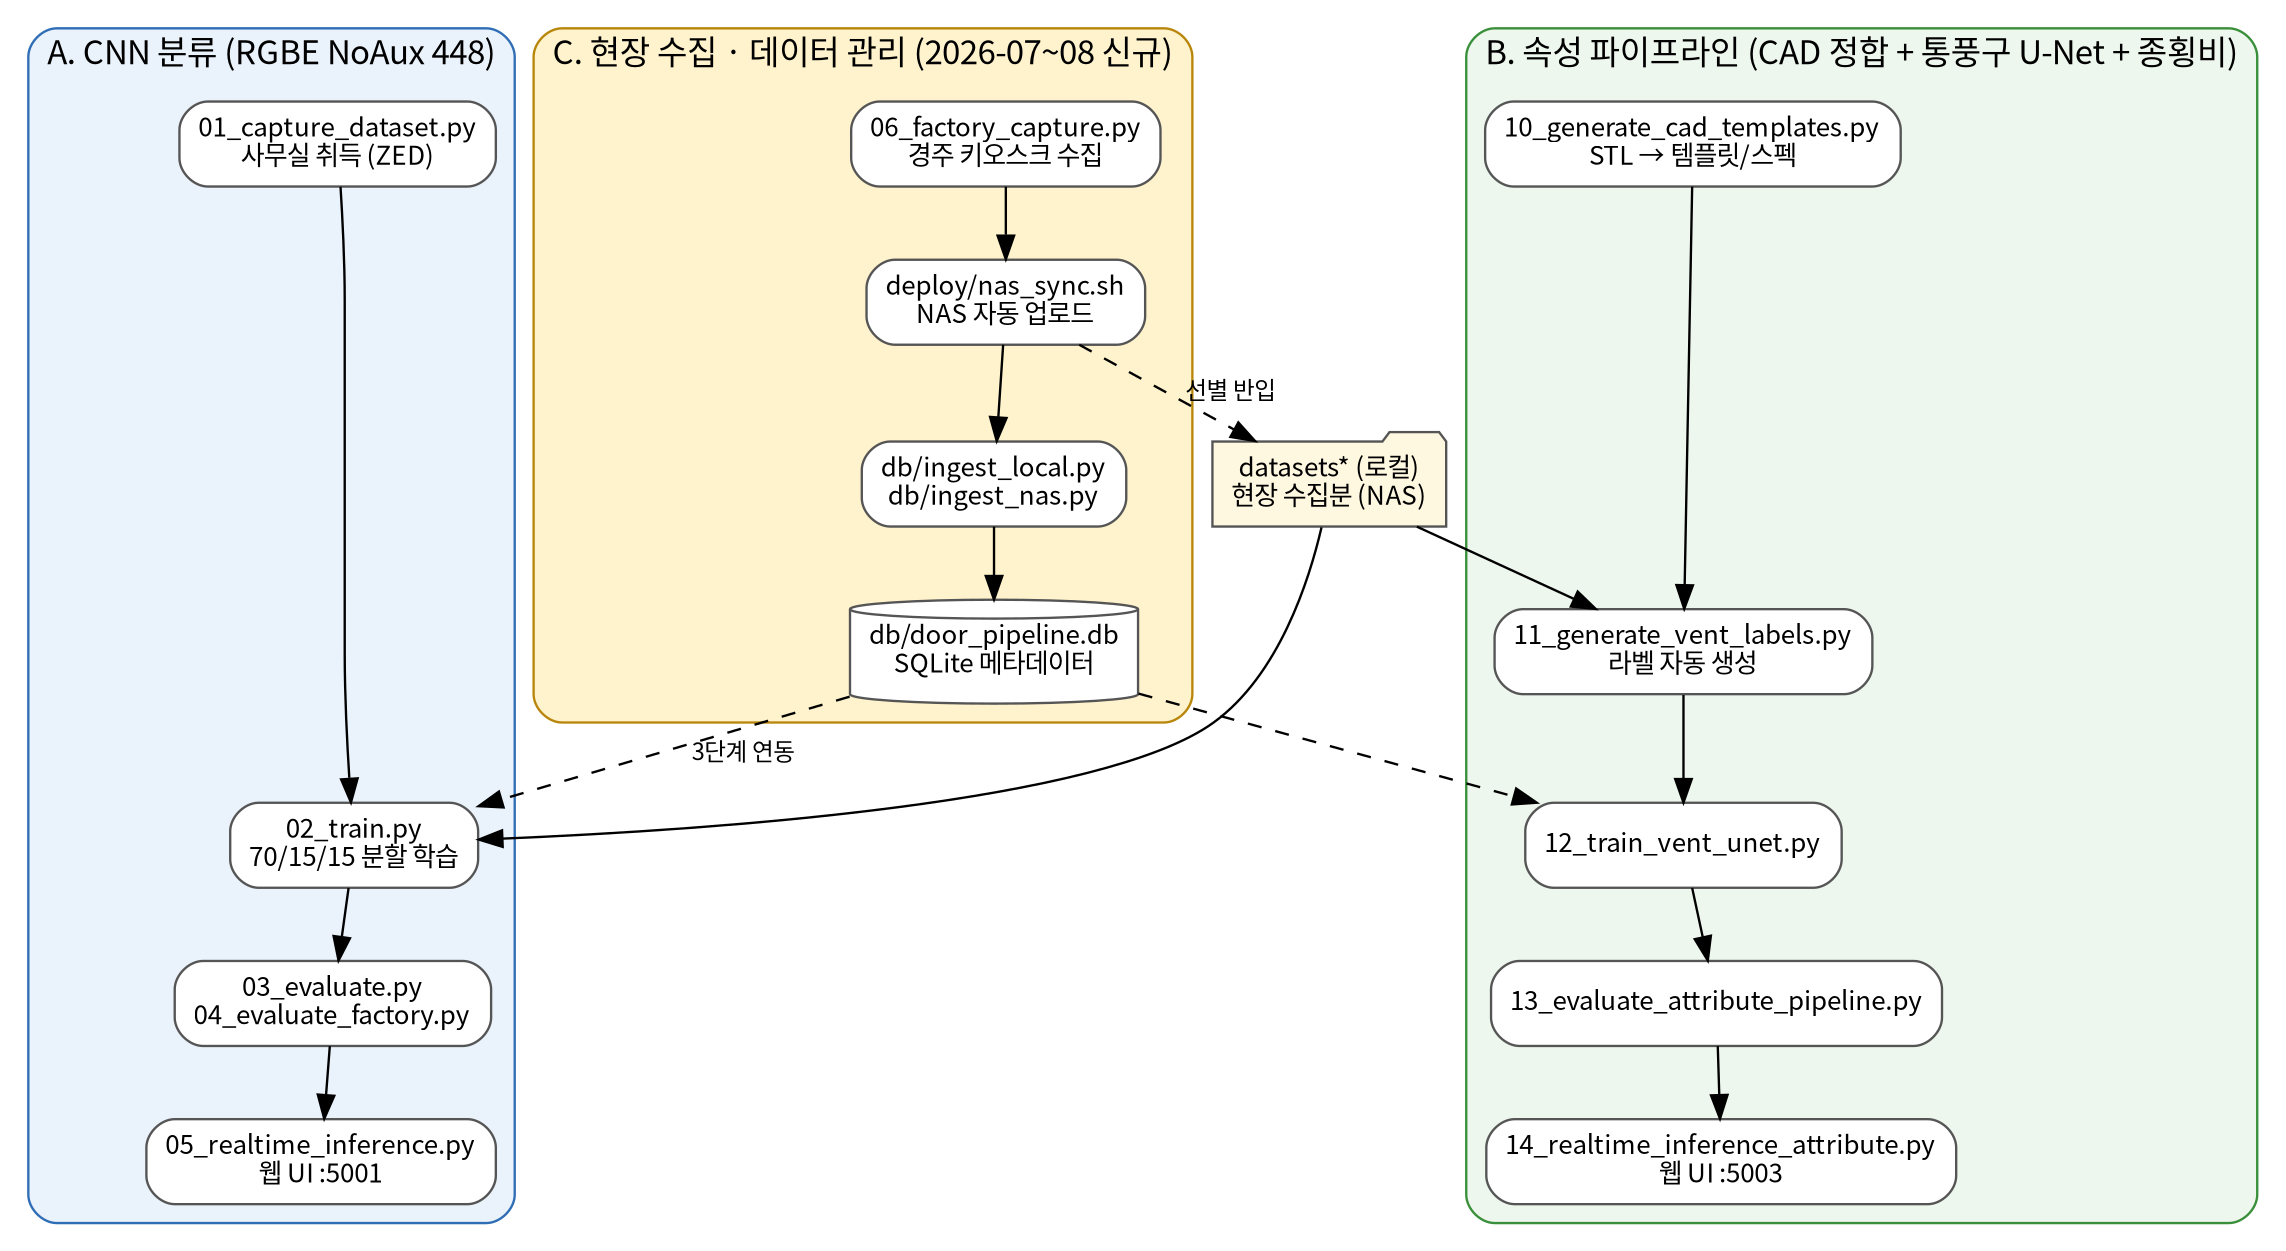 A. CNN 분류 (RGBE NoAux 448)
01_capture_dataset.py
사무실 취득 (ZED)
02_train.py
70/15/15 분할 학습
03_evaluate.py
04_evaluate_factory.py
05_realtime_inference.py
웹 UI :5001
C. 현장 수집 · 데이터 관리 (2026-07~08 신규)
06_factory_capture.py
경주 키오스크 수집
deploy/nas_sync.sh
NAS 자동 업로드
선별 반입
db/ingest_local.py
db/ingest_nas.py
datasets* (로컬)
현장 수집분 (NAS)
db/door_pipeline.db
SQLite 메타데이터
3단계 연동
B. 속성 파이프라인 (CAD 정합 + 통풍구 U-Net + 종횡비)
10_generate_cad_templates.py
STL → 템플릿/스펙
11_generate_vent_labels.py
라벨 자동 생성
12_train_vent_unet.py
13_evaluate_attribute_pipeline.py
14_realtime_inference_attribute.py
웹 UI :5003